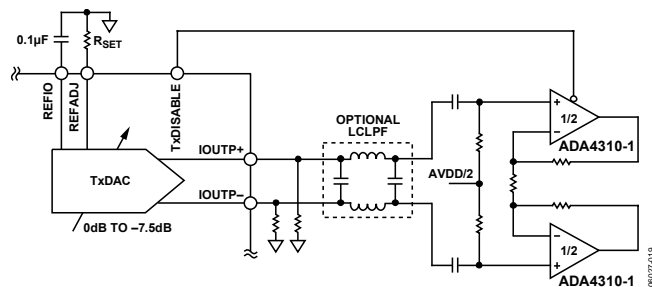 0.1µF
RSET
REFIO
REFADJ
TxDISABLE
TxDAC
0dB TO –7.5dB
IOUTP+
IOUTP–
OPTIONAL
LCLPF
AVDD/2
+
1/2
–
ADA4310-1
–
1/2
+
ADA4310-1
06027-019